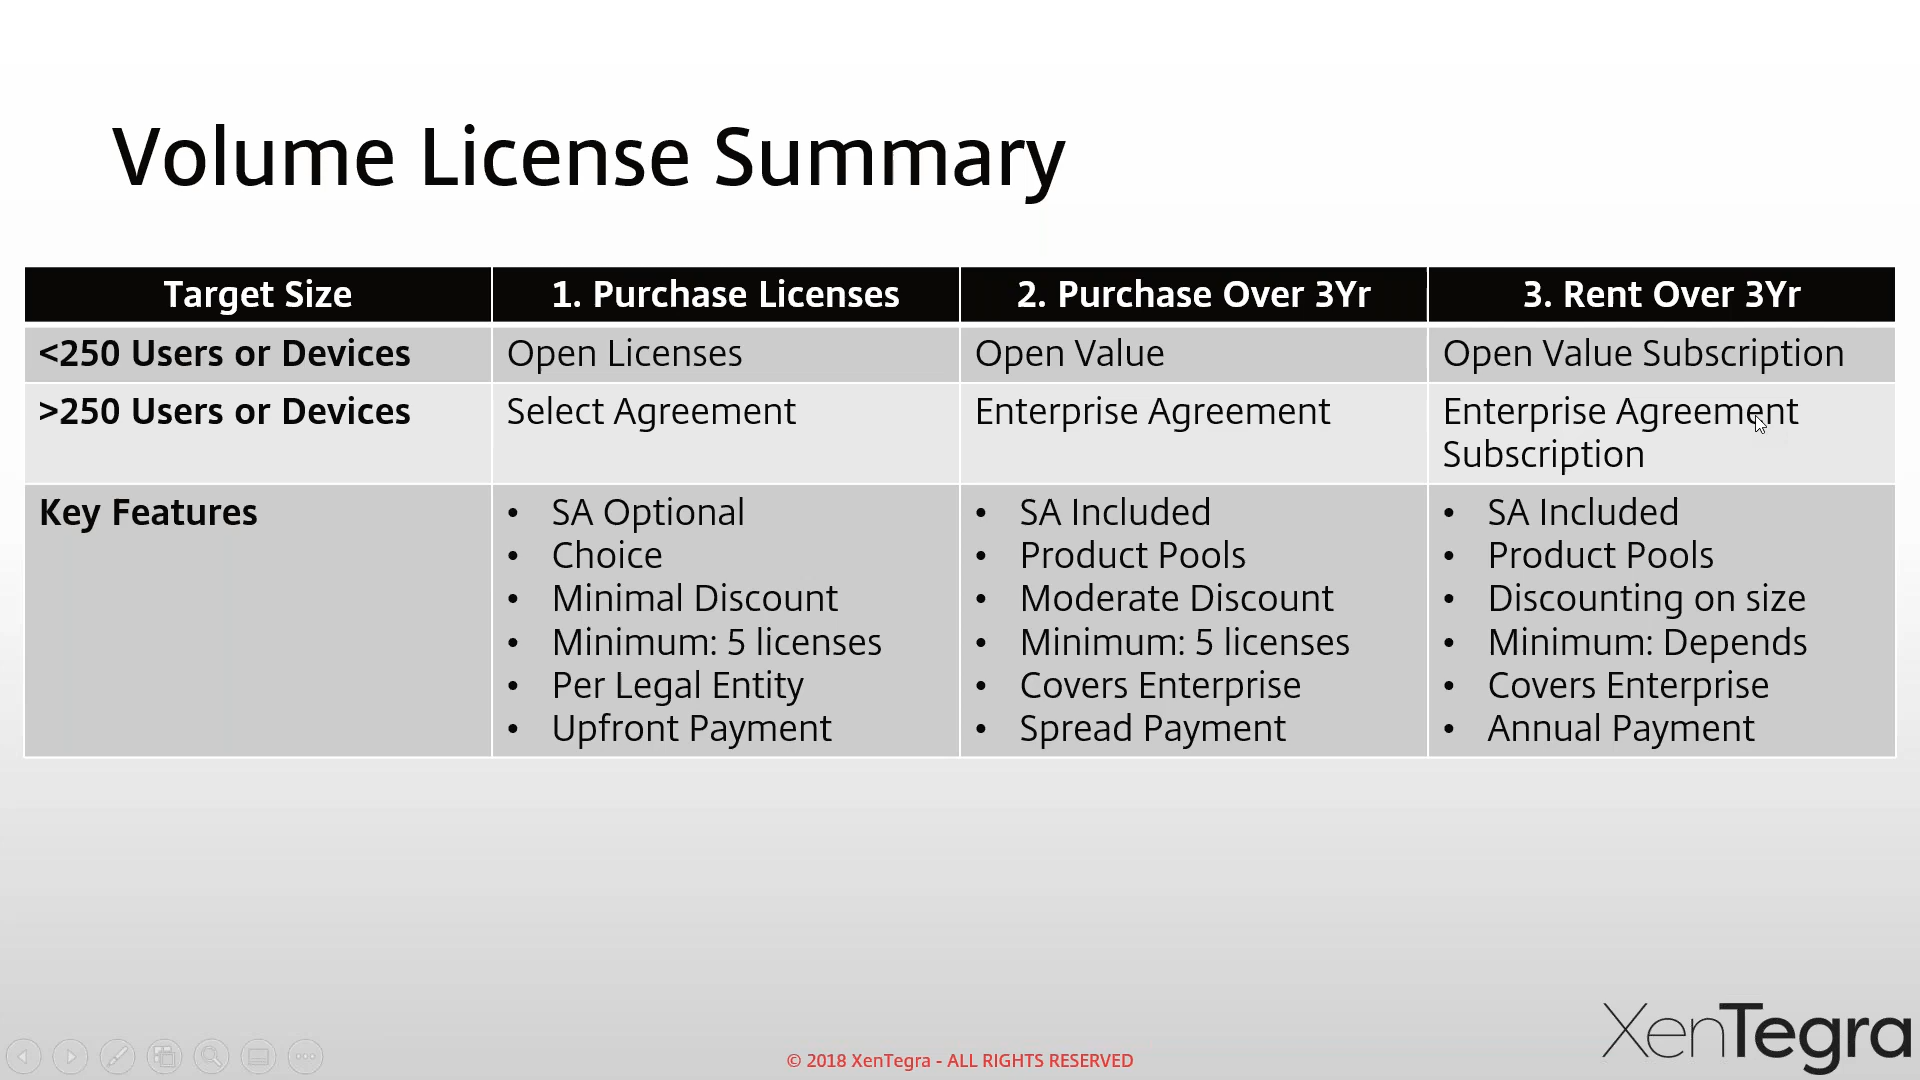 Volume License Summary
Target Size
1. Purchase Licenses
2. Purchase Over 3Yr
3. Rent Over 3Yr
<250 Users or Devices
Open Licenses
Open Value
Open Value Subscription
>250 Users or Devices
Select Agreement
Enterprise Agreement
Enterprise Agreement
Subscription
Key Features
• SA Optional
• Choice
• Minimal Discount
• Minimum: 5 licenses
• Per Legal Entity
• Upfront Payment
• SA Included
• Product Pools
• Moderate Discount
• Minimum: 5 licenses
• Covers Enterprise
• Spread Payment
• SA Included
• Product Pools
• Discounting on size
• Minimum: Depends
• Covers Enterprise
• Annual Payment
© 2018 XenTegra - ALL RIGHTS RESERVED
XenTegra